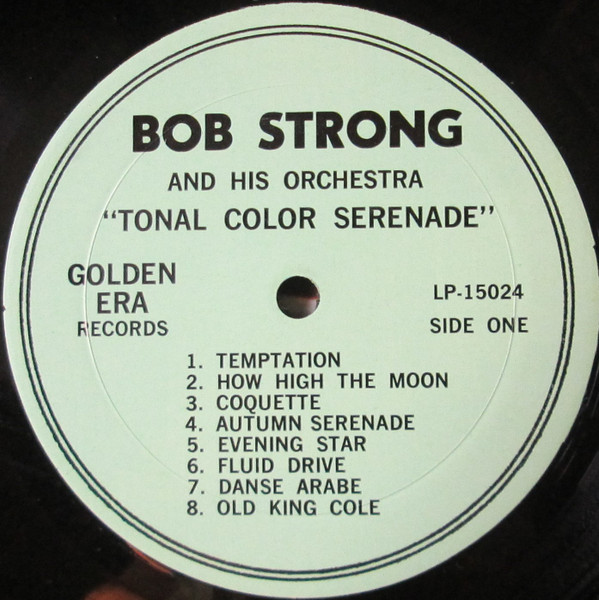 BOB STRONG
AND HIS ORCHESTRA
"TONAL COLOR SERENADE"
GOLDEN
ERA
RECORDS
LP-15024
SIDE ONE
1. TEMPTATION
2. HOW HIGH THE MOON
3. COQUETTE
4. AUTUMN SERENADE
5. EVENING STAR
6. FLUID DRIVE
7. DANSE ARABE
8. OLD KING COLE